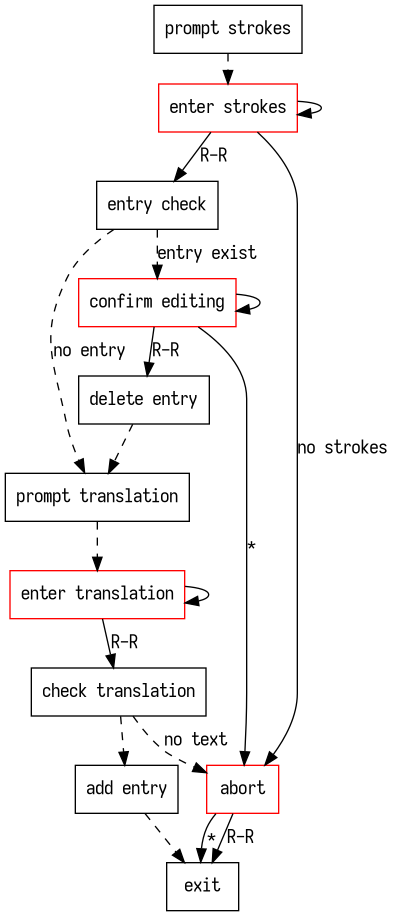 prompt strokes
enter strokes
R-R
entry check
entry exist
confirm editing
no entry
R-R
delete entry
no strokes
prompt translation
*
enter translation
R-R
check translation
no text
add entry
abort
*
R-R
exit